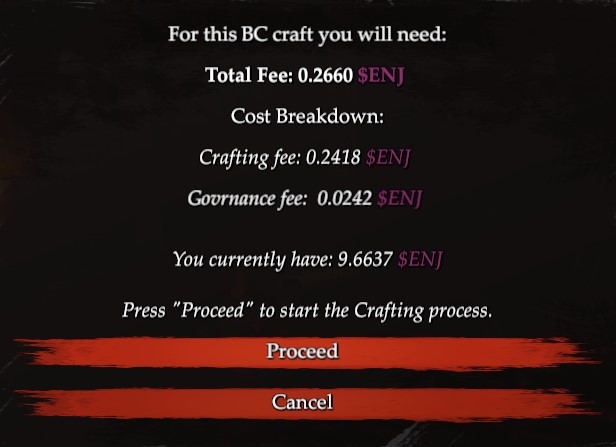 For this BC craft you will need:
Total Fee: 0.2660 $ENJ
Cost Breakdown:
Crafting fee: 0.2418 $ENJ
Govrnance fee: 0.0242 $ENJ
You currently have: 9.6637 $ENJ
Press "Proceed" to start the Crafting process.
Proceed
Cancel